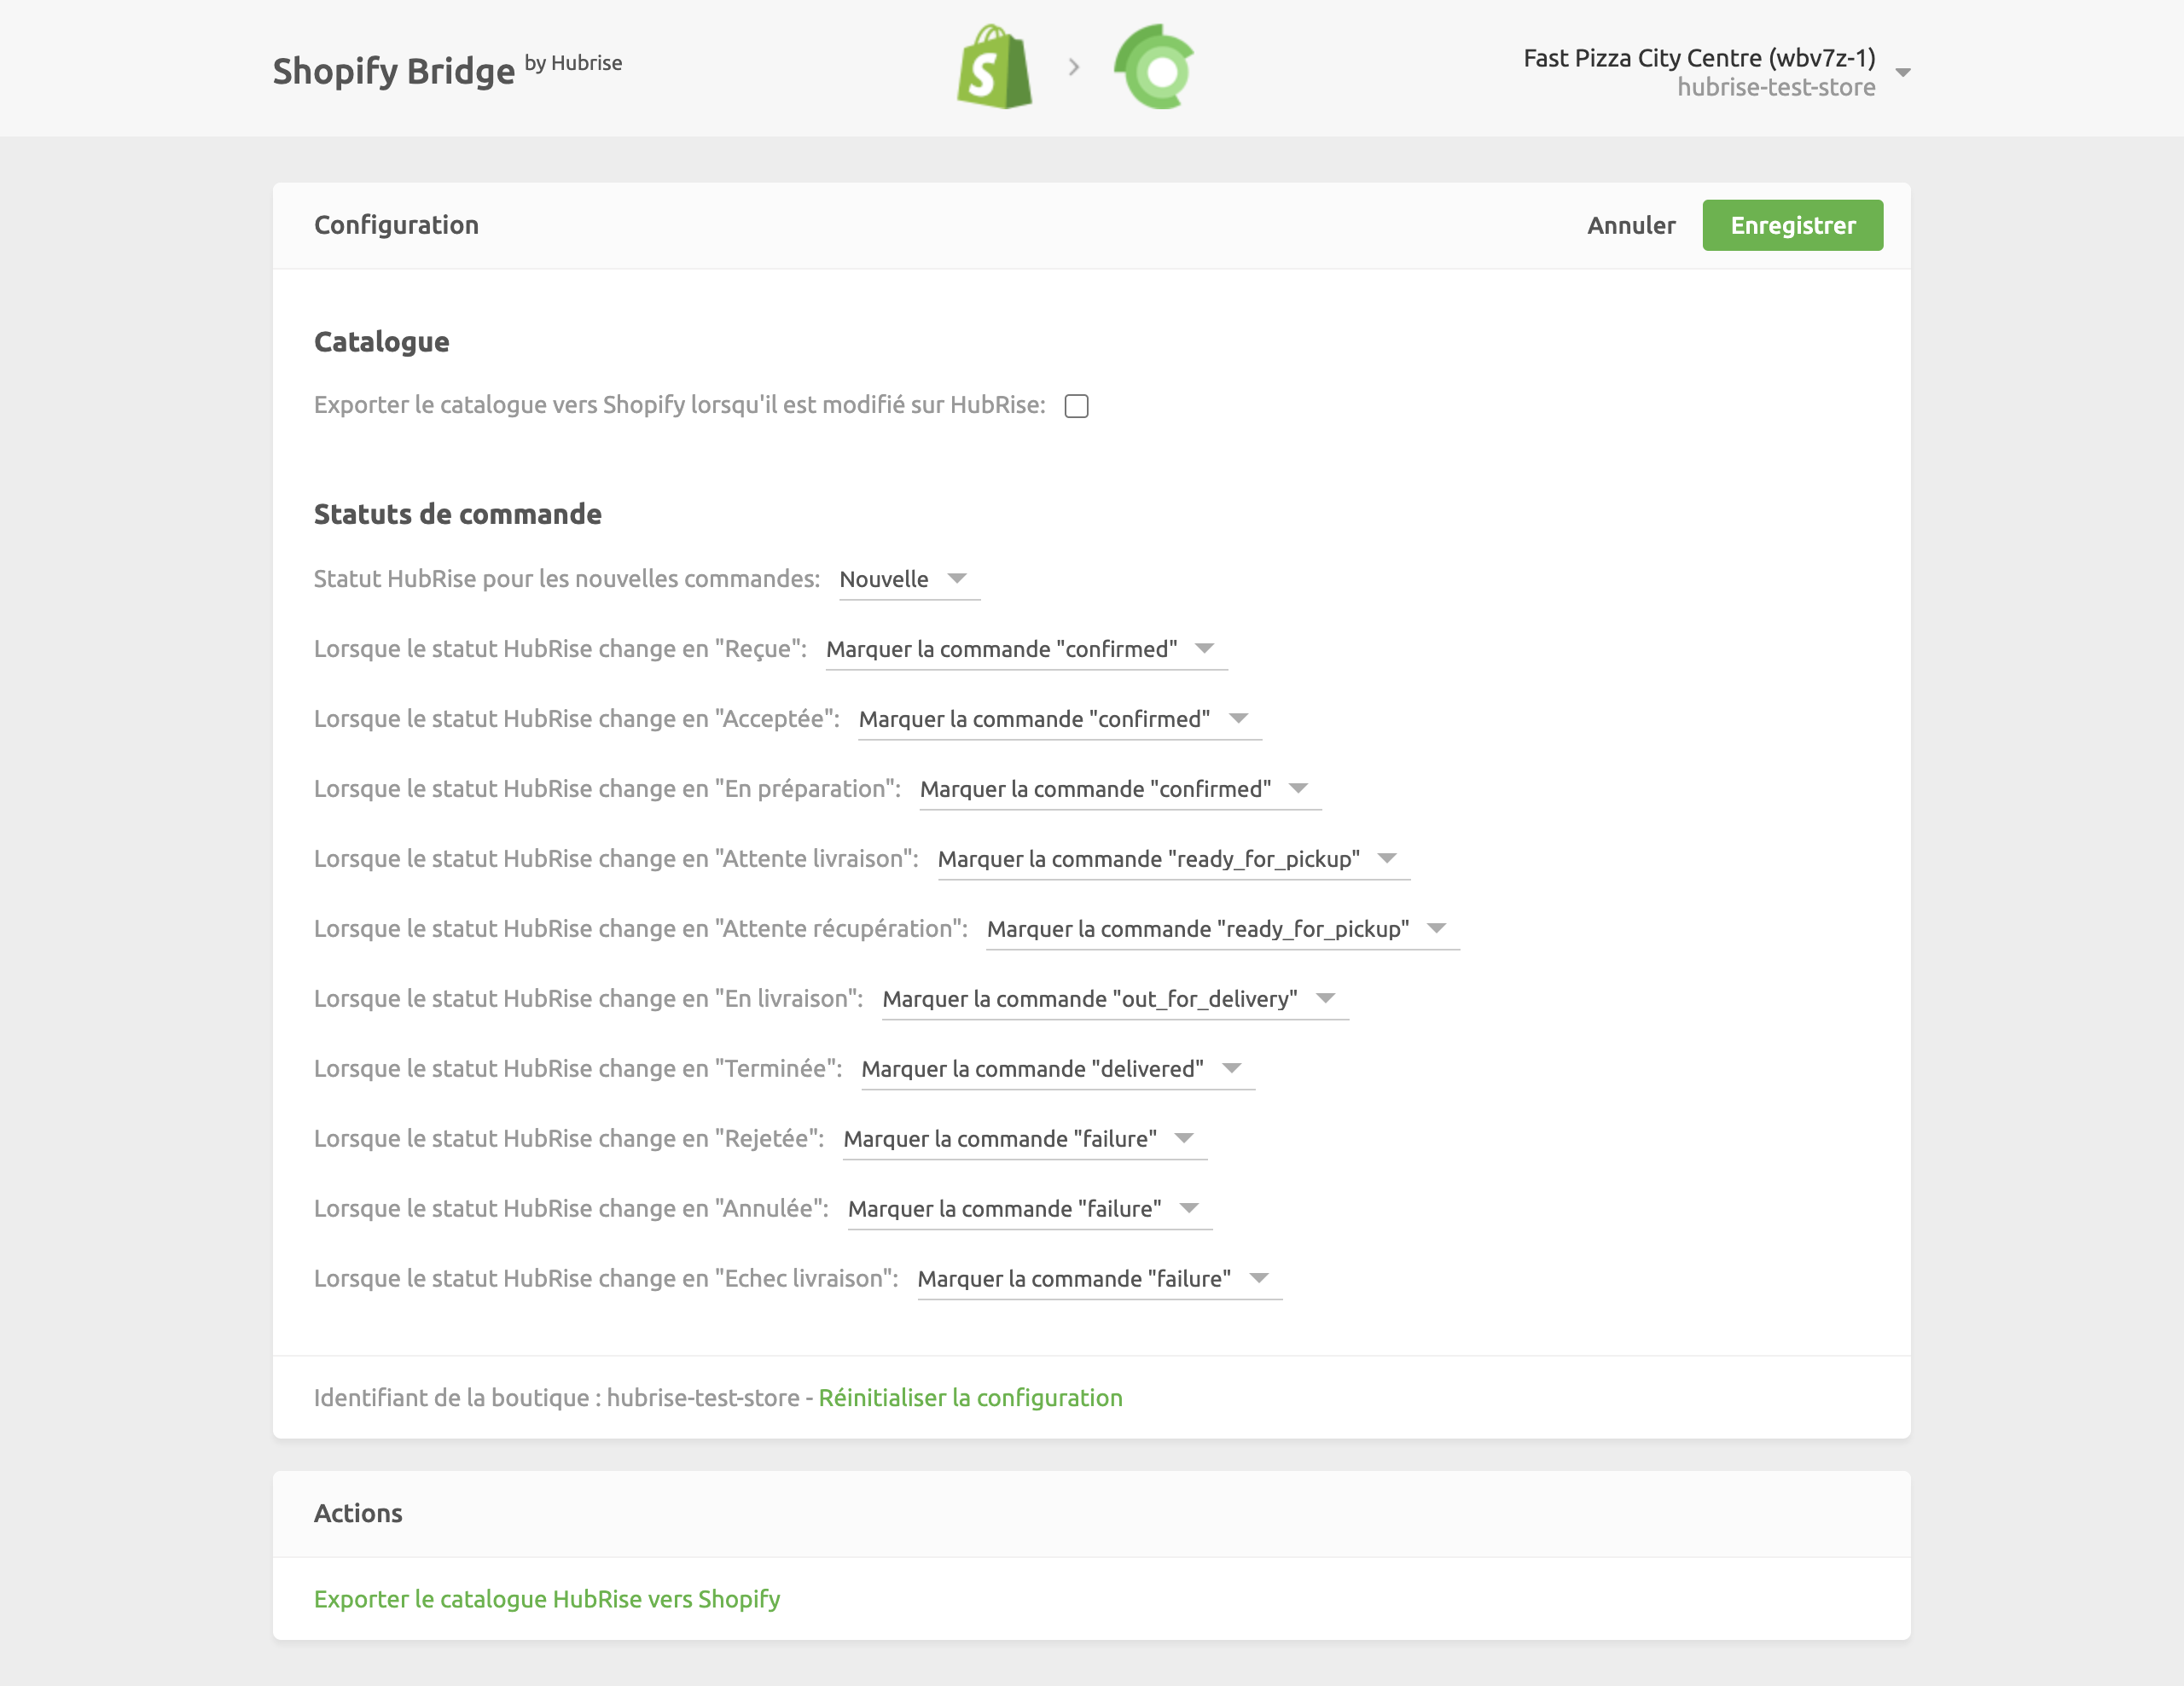 Shopify Bridge by Hubrise
Fast Pizza City Centre (wbv7z-1)
hubrise-test-store
Configuration
Annuler
Enregistrer
Catalogue
Exporter le catalogue vers Shopify lorsqu'il est modifié sur HubRise:
Statuts de commande
Statut HubRise pour les nouvelles commandes: Nouvelle
Lorsque le statut HubRise change en "Reçue": Marquer la commande "confirmed"
Lorsque le statut HubRise change en "Acceptée": Marquer la commande "confirmed"
Lorsque le statut HubRise change en "En préparation": Marquer la commande "confirmed"
Lorsque le statut HubRise change en "Attente livraison": Marquer la commande "ready_for_pickup"
Lorsque le statut HubRise change en "Attente récupération": Marquer la commande "ready_for_pickup"
Lorsque le statut HubRise change en "En livraison": Marquer la commande "out_for_delivery"
Lorsque le statut HubRise change en "Terminée": Marquer la commande "delivered"
Lorsque le statut HubRise change en "Rejetée": Marquer la commande "failure"
Lorsque le statut HubRise change en "Annulée": Marquer la commande "failure"
Lorsque le statut HubRise change en "Echec livraison": Marquer la commande "failure"
Identifiant de la boutique : hubrise-test-store - Réinitialiser la configuration
Actions
Exporter le catalogue HubRise vers Shopify